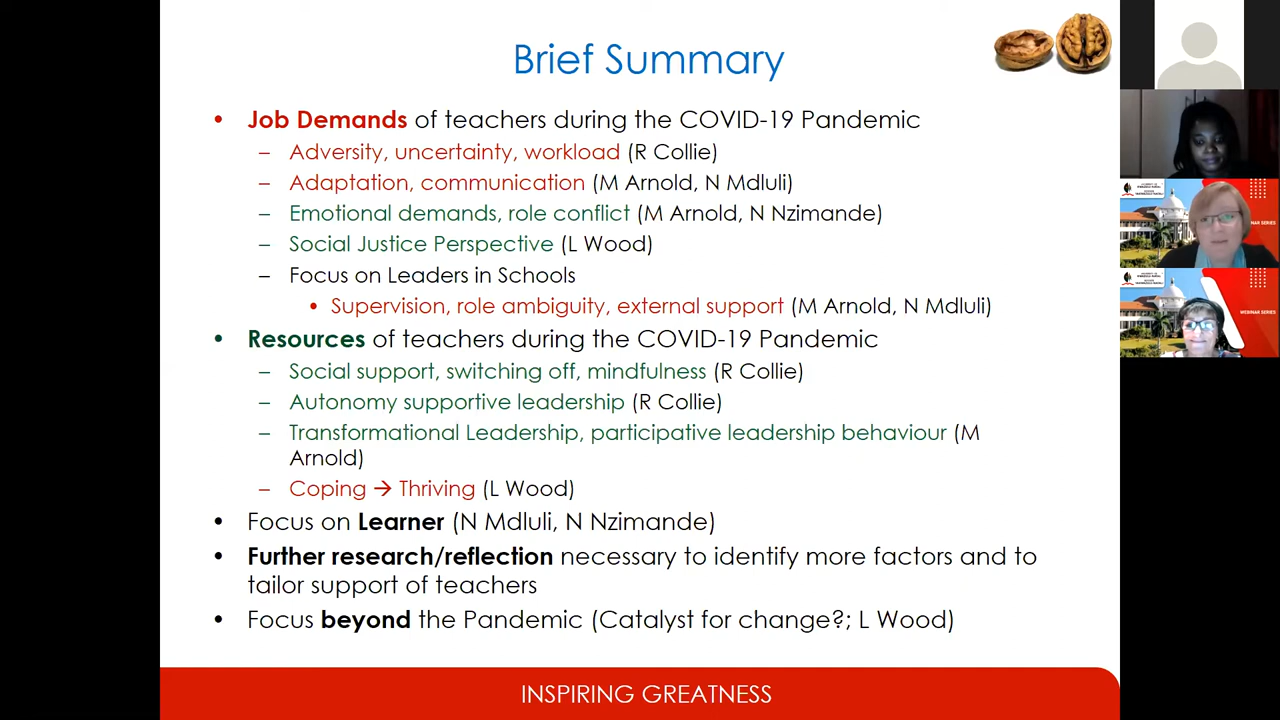 Brief Summary
• Job Demands of teachers during the COVID-19 Pandemic
– Adversity, uncertainty, workload (R Collie)
– Adaptation, communication (M Arnold, N Mdluli)
– Emotional demands, role conflict (M Arnold, N Nzimande)
– Social Justice Perspective (L Wood)
– Focus on Leaders in Schools
• Supervision, role ambiguity, external support (M Arnold, N Mdluli)
• Resources of teachers during the COVID-19 Pandemic
– Social support, switching off, mindfulness (R Collie)
– Autonomy supportive leadership (R Collie)
– Transformational Leadership, participative leadership behaviour (M
Arnold)
– Coping → Thriving (L Wood)
• Focus on Learner (N Mdluli, N Nzimande)
• Further research/reflection necessary to identify more factors and to
tailor support of teachers
• Focus beyond the Pandemic (Catalyst for change?; L Wood)
INSPIRING GREATNESS
WEBINAR SERIES